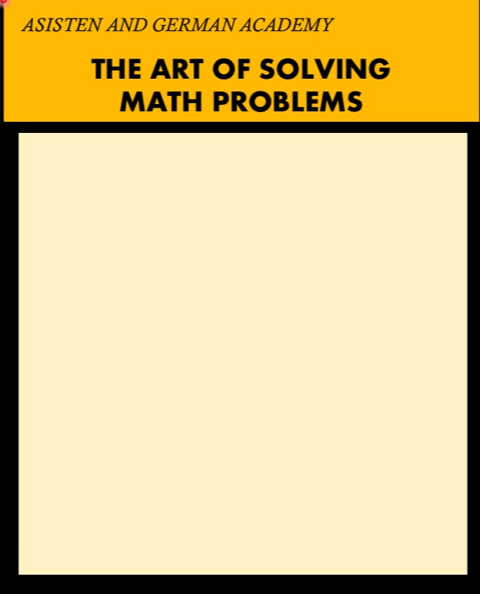 ASISTEN AND GERMAN ACADEMY
THE ART OF SOLVING
MATH PROBLEMS